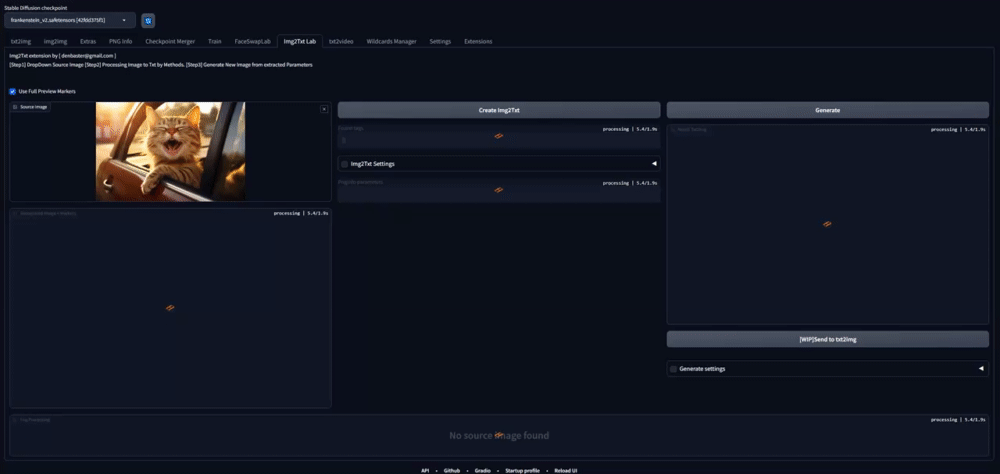 Stable Diffusion checkpoint
frankenstein_v2.safetensors [42fdd315f1]
txt2img img2img Extras PNG Info Checkpoint Merger Train FaceSwapLab Img2Txt Lab txt2video Wildcards Manager Settings Extensions
Img2Txt extension by [ denbaster@gmail.com ]
[Step1] DropDown Source Image [Step2] Processing Image to Txt by Methods. [Step3] Generate New Image from extracted Parameters
Use Full Preview Markers
Source Image
Create Img2Txt
processing | 5.4/1.9s
Img2Txt Settings
processing | 5.4/1.9s
Generate
processing | 5.4/1.9s
processing | 5.4/1.9s
[WIP]Send to txt2img
Generate settings
processing | 5.4/1.9s
No source image found
API • Github • Gradio • Startup profile • Reload UI